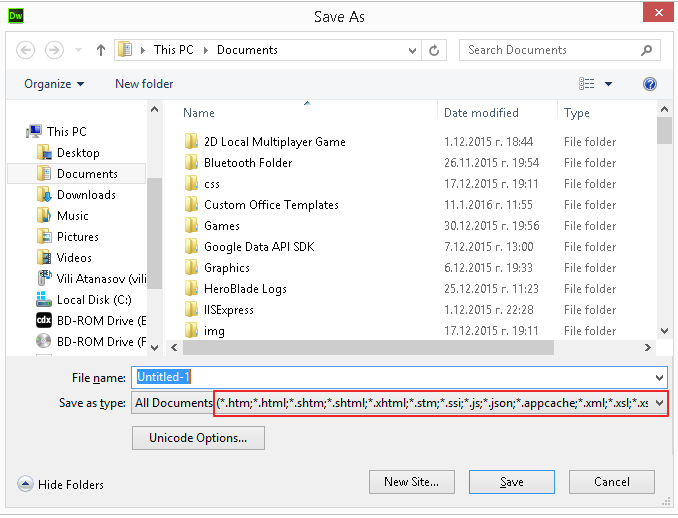 Dw Save As
This PC Documents Search Documents
Organize New folder
Name Date modified Type
This PC
Desktop
Documents
Downloads
Music
Pictures
Videos
Vili Atanasov (vili
Local Disk (C:)
cdx BD-ROM Drive (E
BD-ROM Drive (F
2D Local Multiplayer Game 1.12.2015 г. 18:44 File folder
Bluetooth Folder 26.11.2015 г. 19:54 File folder
css 17.12.2015 г. 19:11 File folder
Custom Office Templates 11.1.2016 г. 11:55 File folder
Games 30.12.2015 г. 19:56 File folder
Google Data API SDK 7.12.2015 г. 13:00 File folder
Graphics 6.12.2015 г. 19:33 File folder
HeroBlade Logs 25.12.2015 г. 11:23 File folder
IISExpress 1.12.2015 г. 22:28 File folder
img 17.12.2015 г. 19:11 File folder
File name: Untitled-1
Save as type: All Documents (*.htm;*.html;*.shtm;*.shtml;*.xhtml;*.stm;*.ssi;*.js;*.json;*.appcache;*.xml;*.xsl;*.xs
Unicode Options...
Hide Folders New Site... Save Cancel